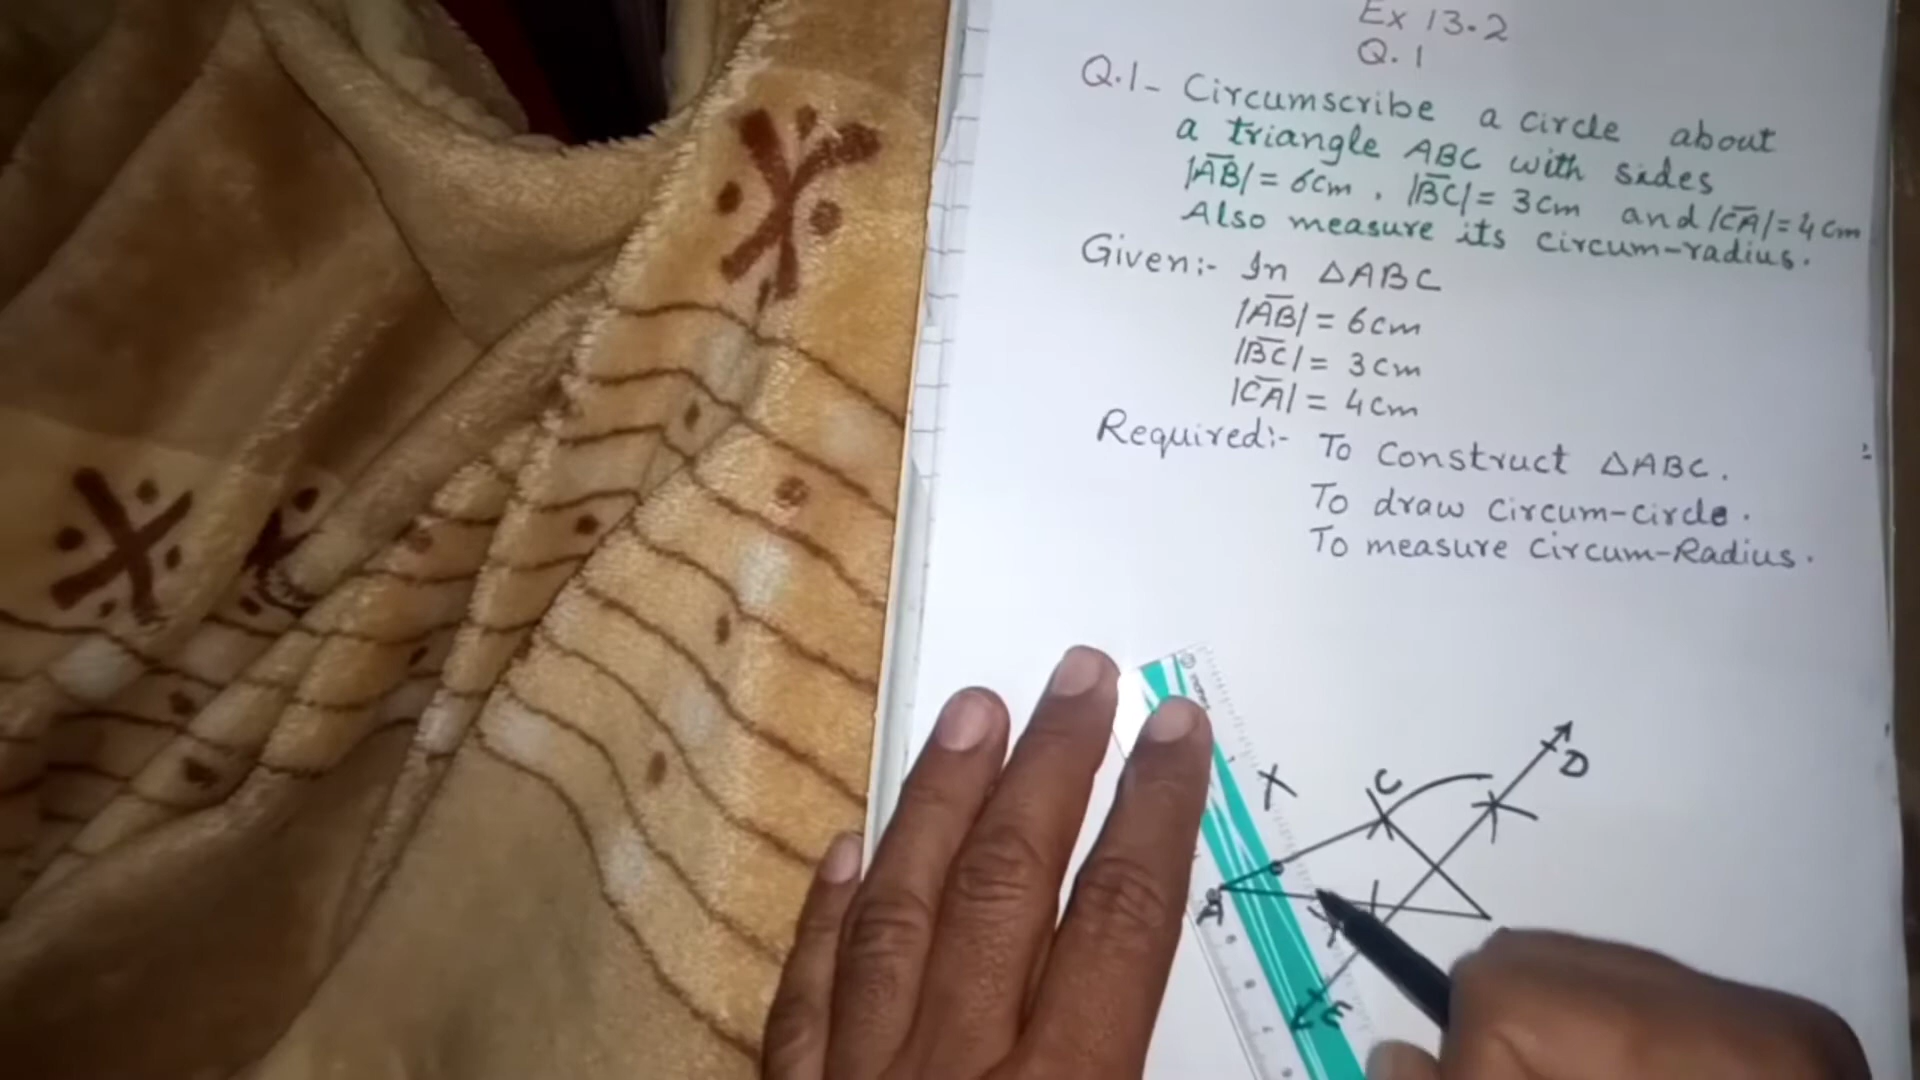 Ex 13.2
Q.1
Q.1- Circumscribe a circle about
a triangle ABC with sides
|AB| = 6cm , |BC| = 3cm and |CA| = 4cm
Also measure its circum-radius.
Given:- In △ABC
|AB| = 6cm
|BC| = 3cm
|CA| = 4cm
Required:- To Construct △ABC.
To draw Circum-circle.
To measure Circum-Radius.
C
D
A
E